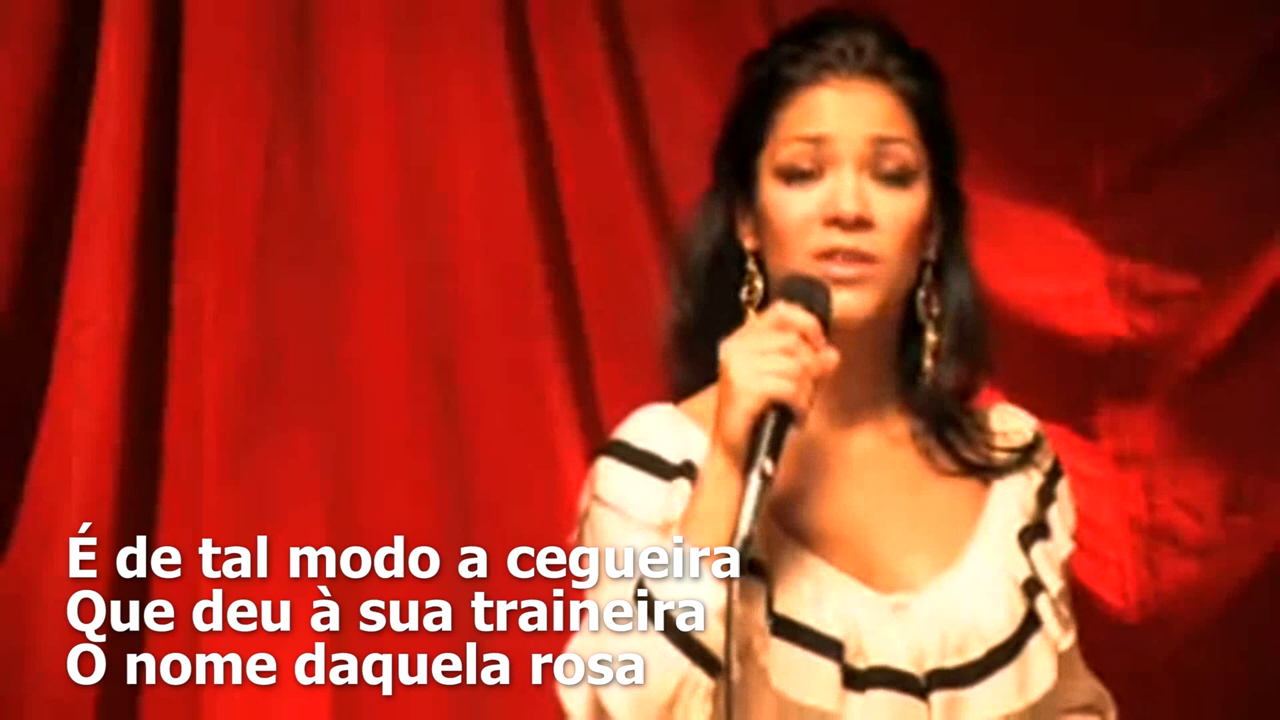 É de tal modo a cegueira
Que deu à sua traineira
O nome daquela rosa